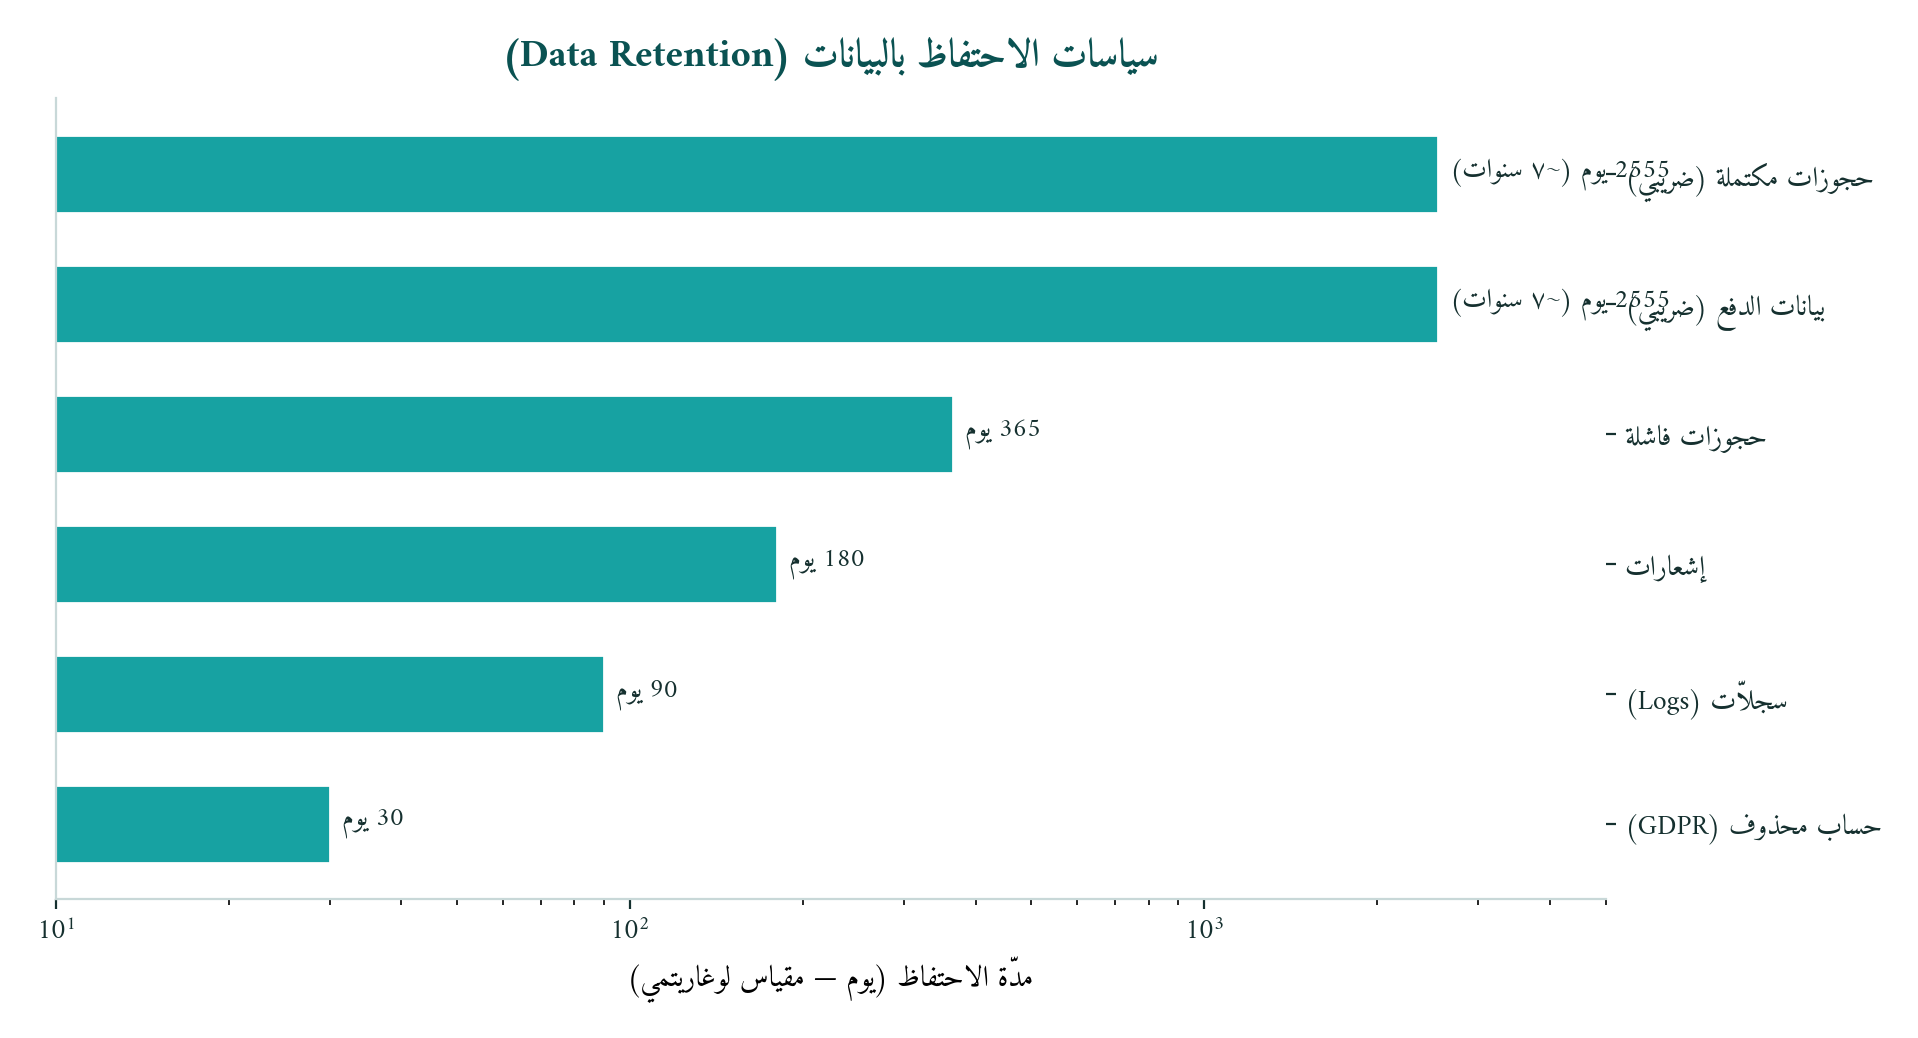 سياسات الاحتفاظ بالبيانات (Data Retention)
حجوزات مكتملة (ضريبي)
2555 يوم (~٧ سنوات)
بيانات الدفع (ضريبي)
2555 يوم (~٧ سنوات)
حجوزات فاشلة
365 يوم
إشعارات
180 يوم
سجلاّت (Logs)
90 يوم
حساب محذوف (GDPR)
30 يوم
10¹ 10² 10³
مدّة الاحتفاظ (يوم — مقياس لوغاريتمي)